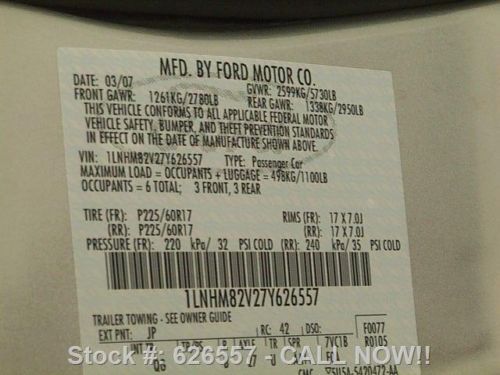 MFD. BY FORD MOTOR CO.
DATE: 03/07 GVWR: 2599KG/5730LB
FRONT GAWR: 1261KG/2780LB REAR GAWR: 1338KG/2950LB
THIS VEHICLE CONFORMS TO ALL APPLICABLE FEDERAL MOTOR
VEHICLE SAFETY, BUMPER, AND THEFT PREVENTION STANDARDS
IN EFFECT ON THE DATE OF MANUFACTURE SHOWN ABOVE.
VIN: 1LNHM82V27Y626557 TYPE: Passenger Car
MAXIMUM LOAD = OCCUPANTS + LUGGAGE = 498KG/1100LB
OCCUPANTS = 6 TOTAL; 3 FRONT, 3 REAR
TIRE (FR): P225/60R17 RIMS (FR): 17 X 7.0J
(RR): P225/60R17 (RR): 17 X 7.0J
PRESSURE (FR): 220 kPa/ 32 PSI COLD (RR): 240 kPa/ 35 PSI COLD
1LNHM82V27Y626557
TRAILER TOWING - SEE OWNER GUIDE
EXT PNT: JP RC: 42 DSO: F0077
R0105
7VC1B
Stock #: 626557 - CALL NOW!!
5U5A-5420472-AA